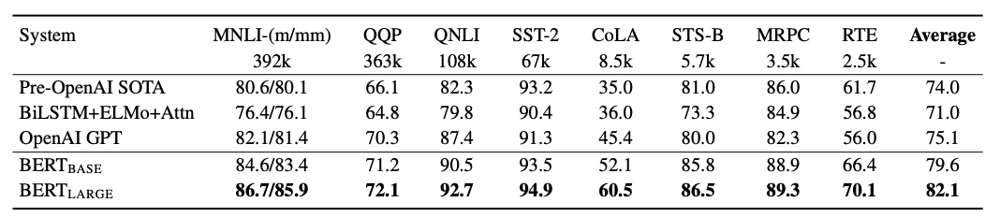 System MNLI-(m/mm) QQP QNLI SST-2 CoLA STS-B MRPC RTE Average
392k 363k 108k 67k 8.5k 5.7k 3.5k 2.5k -
Pre-OpenAI SOTA 80.6/80.1 66.1 82.3 93.2 35.0 81.0 86.0 61.7 74.0
BiLSTM+ELMo+Attn 76.4/76.1 64.8 79.8 90.4 36.0 73.3 84.9 56.8 71.0
OpenAI GPT 82.1/81.4 70.3 87.4 91.3 45.4 80.0 82.3 56.0 75.1
BERTBASE 84.6/83.4 71.2 90.5 93.5 52.1 85.8 88.9 66.4 79.6
BERTLARGE 86.7/85.9 72.1 92.7 94.9 60.5 86.5 89.3 70.1 82.1